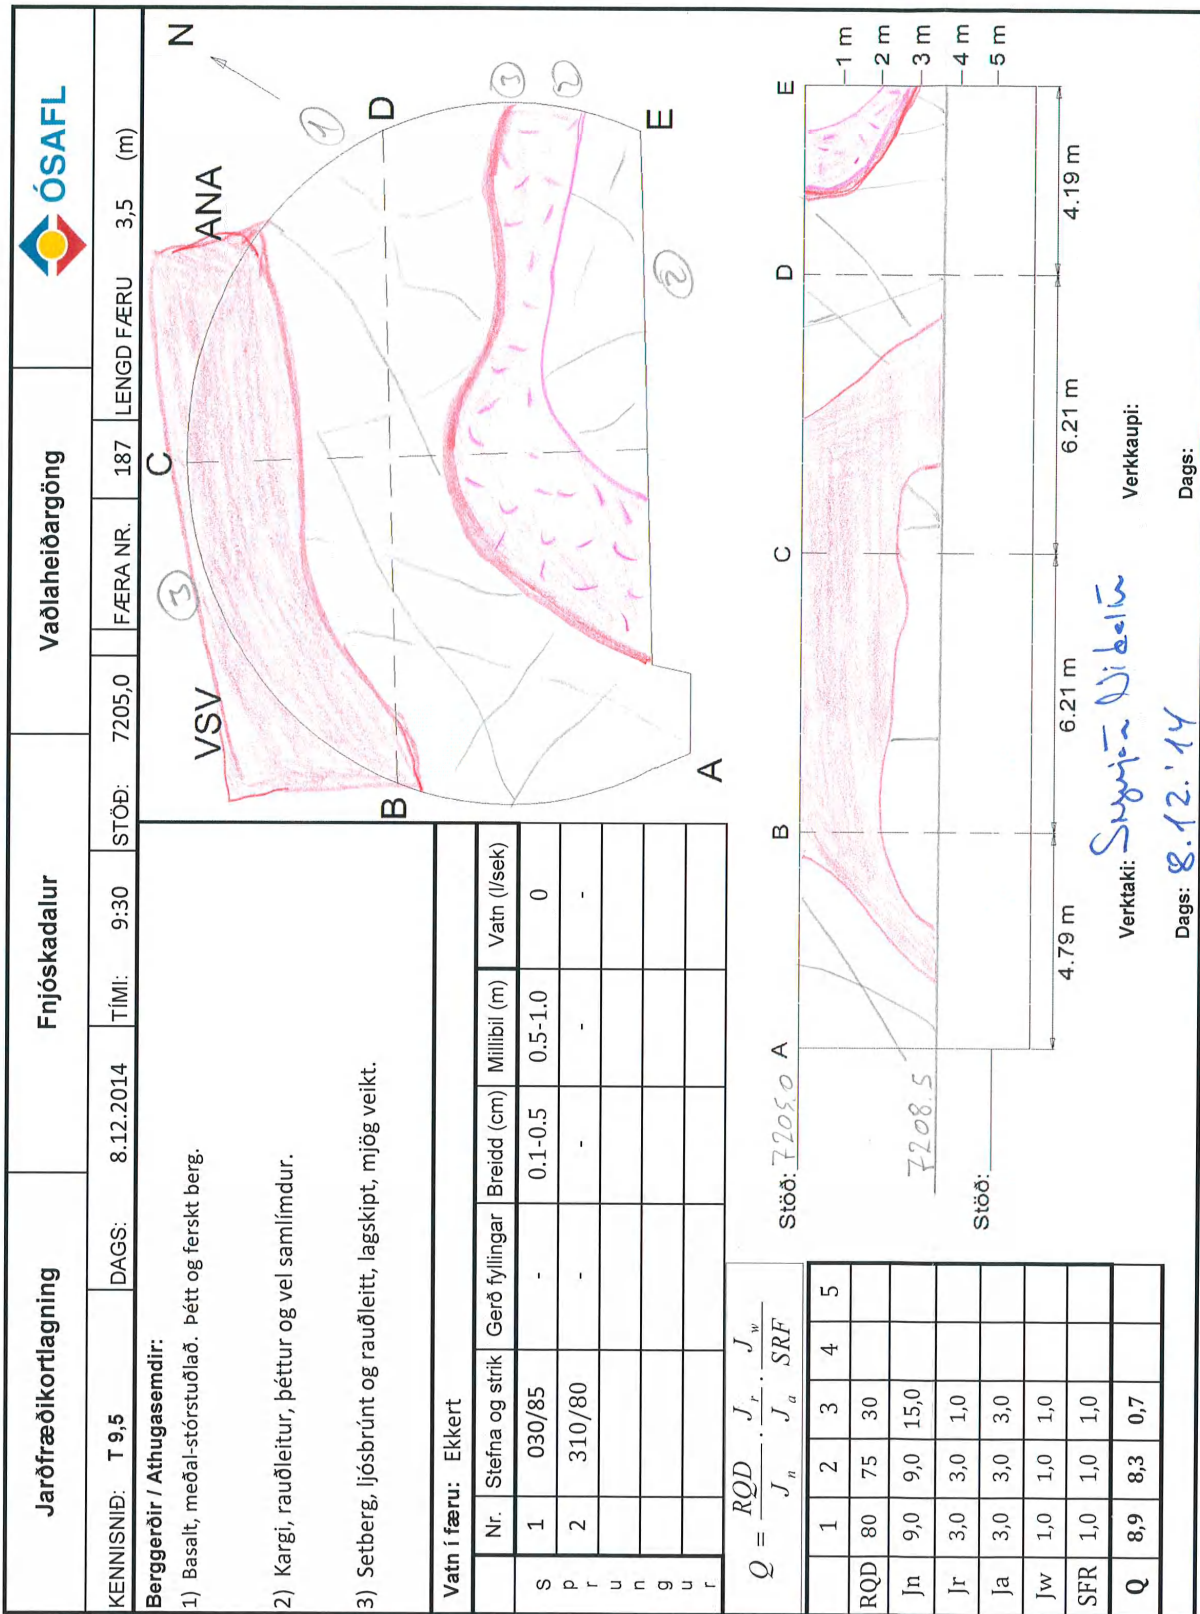 Jarðfræðikortlagning Fnjóskadalur Vaðlaheiðargöng ÓSAFL
KENNISNIÐ: T 9,5 DAGS: 8.12.2014 TÍMI: 9:30 STÖÐ: 7205,0 FÆRA NR. 187 LENGD FÆRU 3,5 (m)
Berggerðir / Athugasemdir:
1) Basalt, meðal-stórstuðlað. Þétt og ferskt berg.
2) Kargi, rauðleitur, þéttur og vel samlímdur.
3) Setberg, ljósbrúnt og rauðleitt, lagskipt, mjög veikt.
Vatn í færu: Ekkert
Nr. Stefna og strik Gerð fyllingar Breidd (cm) Millibil (m) Vatn (l/sek)
Sprungur
1 030/85 - 0.1-0.5 0.5-1.0 0
2 310/80 - - - -
N
VSV ANA
C
B D
A E
3
1
3
2
2
Q = RQD / Jn · Jr / Ja · Jw / SRF
1 2 3 4 5
RQD 80 75 30
Jn 9,0 9,0 15,0
Jr 3,0 3,0 1,0
Ja 3,0 3,0 3,0
Jw 1,0 1,0 1,0
SFR 1,0 1,0 1,0
Q 8,9 8,3 0,7
A B C D E
Stöð: 7205.0
7208.5
Stöð:
1 m
2 m
3 m
4 m
5 m
4.79 m 6.21 m 6.21 m 4.19 m
Verktaki: Verkkaupi:
Dags: 8.12.'14 Dags: